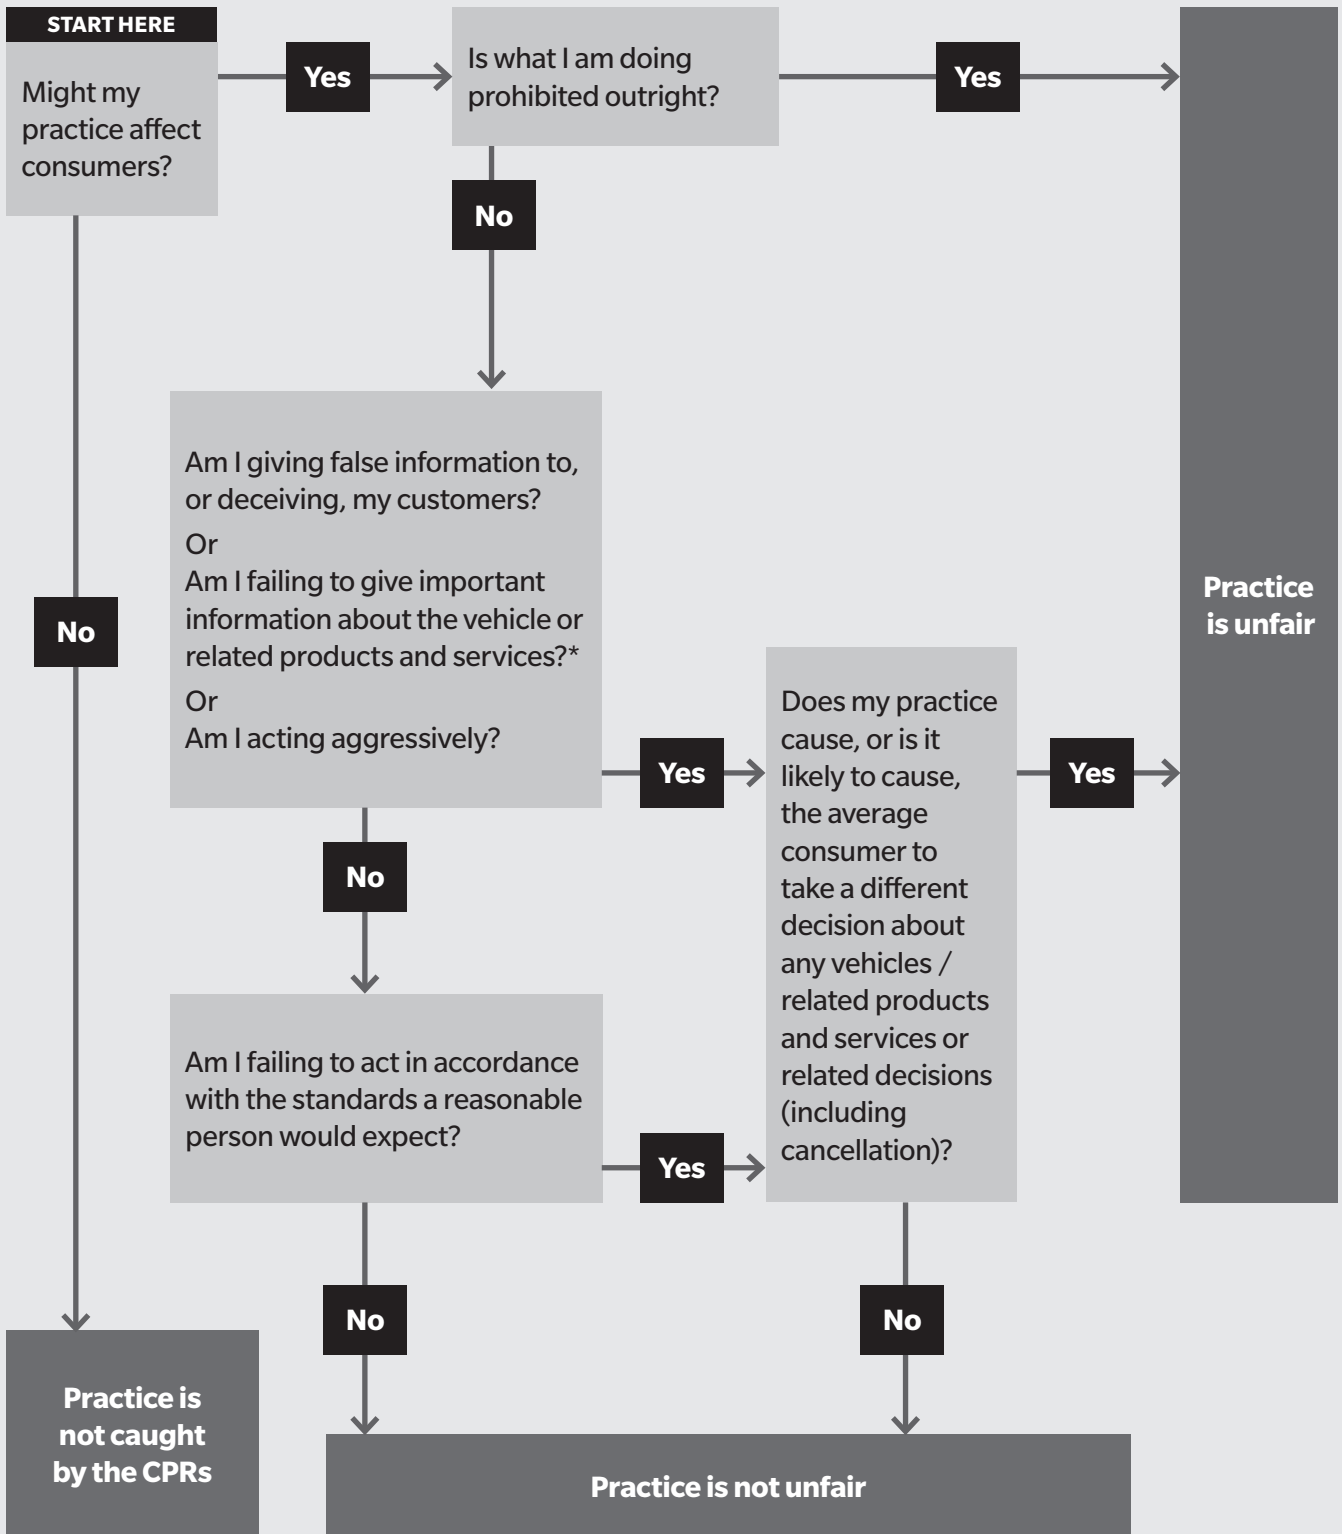 START HERE
Might my
practice affect
consumers?
Yes
Is what I am doing
prohibited outright?
Yes
No
Am I giving false information to,
or deceiving, my customers?
Or
Am I failing to give important
information about the vehicle or
related products and services?*
Or
Am I acting aggressively?
No
Practice
is unfair
Yes
Does my practice
cause, or is it
likely to cause,
the average
consumer to
take a different
decision about
any vehicles /
related products
and services or
related decisions
(including
cancellation)?
Yes
No
Am I failing to act in accordance
with the standards a reasonable
person would expect?
Yes
No
No
Practice is
not caught
by the CPRs
Practice is not unfair